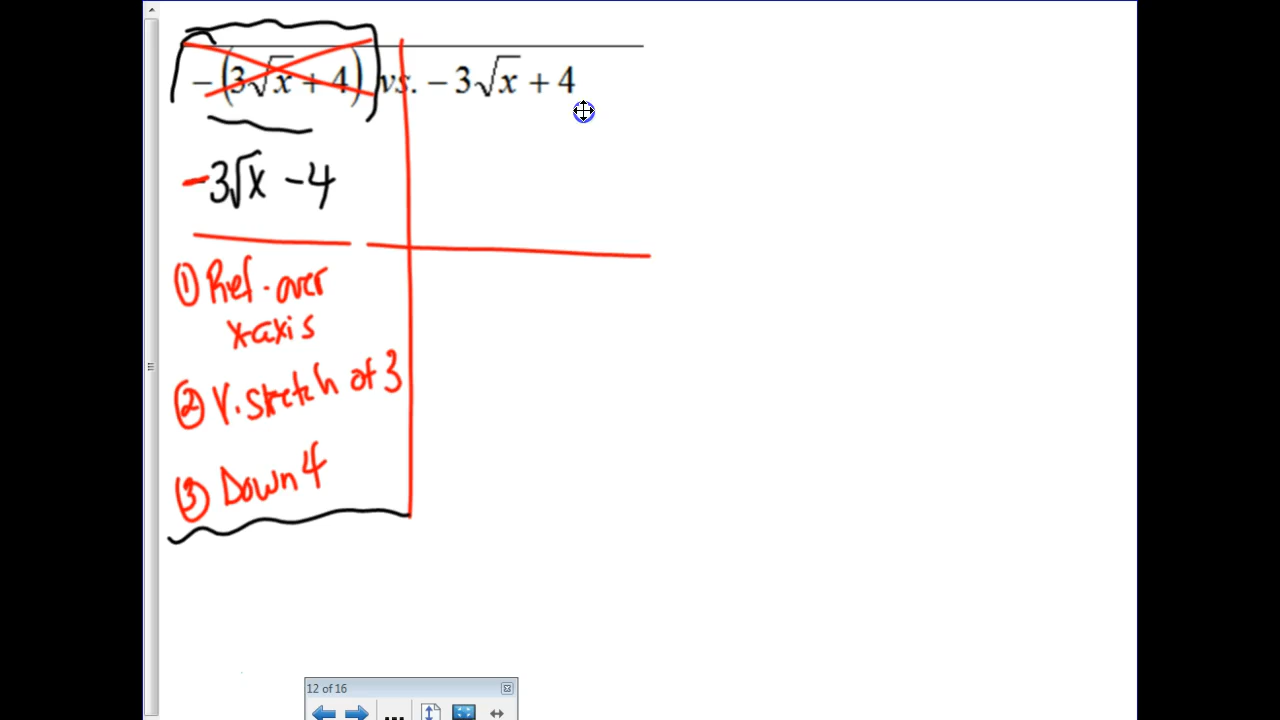 −(3√x + 4) vs. −3√x + 4
-3√x -4
① Ref. over
x-axis
② V. stretch of 3
③ Down 4
12 of 16